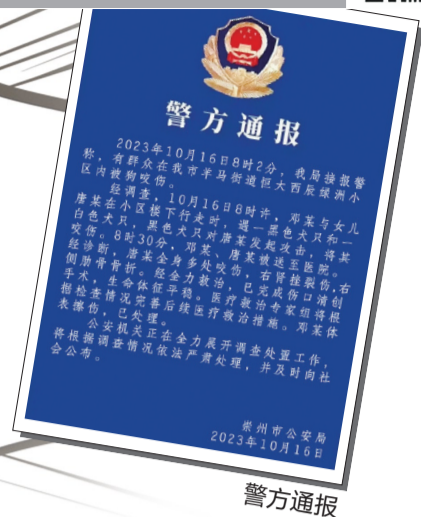 警方通报
2023年10月16日8时2分，我局接报警
称，有群众在我市羊马街道恒大西辰绿洲小
区内被狗咬伤。
经调查，10月16日8时许，邓某与女儿
唐某在小区楼下行走时，遇一黑色犬只和一
白色犬只，黑色犬只对唐某发起攻击，将其
咬伤。8时30分，邓某、唐某被送至医院。
经诊断，唐某全身多处咬伤，右肾挫裂伤，右
侧肋骨骨折。经全力救治，已完成伤口清创
手术，生命体征平稳。医疗救治专家组将根
据检查情况完善后续医疗救治措施。邓某体
表擦伤，已处理。
公安机关正在全力展开调查处置工作，
将根据调查情况依法严肃处理，并及时向社
会公布。
崇州市公安局
2023年10月16日
警方通报